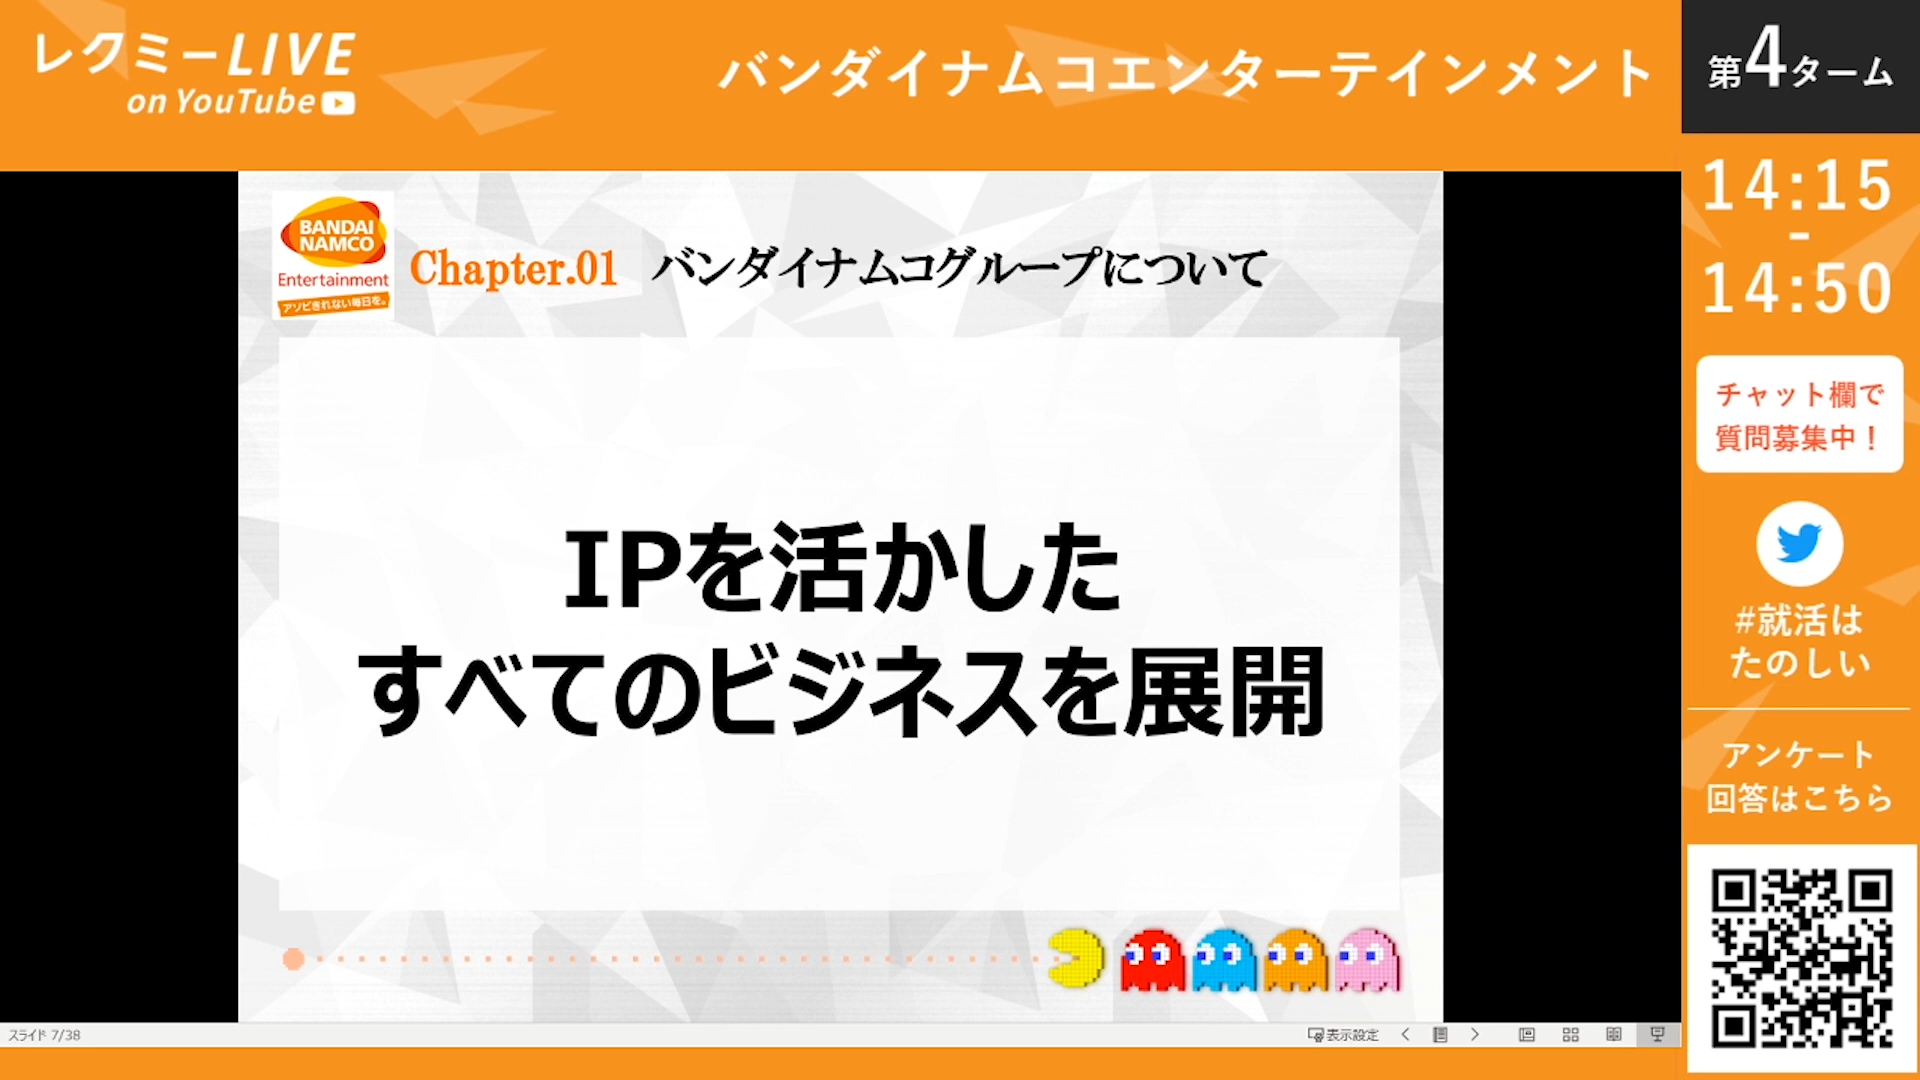 レクミーLIVE
on YouTube
バンダイナムコエンターテインメント
第4ターム
BANDAI
NAMCO
Entertainment
アソビきれない毎日を。
Chapter.01 バンダイナムコグループについて
IPを活かした
すべてのビジネスを展開
スライド 7/38
表示設定
14:15
-
14:50
チャット欄で
質問募集中！
#就活は
たのしい
アンケート
回答はこちら